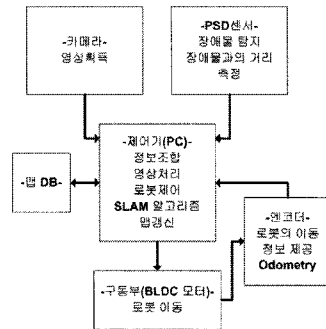 -카메라-
영상획득
-PSD센서-
장애물 탐지
장애물과의 거리
측정
-제어기(PC)-
정보조합
영상처리
로봇제어
SLAM 알고리즘
맵갱신
-맵 DB-
-엔코더-
로봇의 이동
정보 제공
Odometry
-구동부(BLDC 모터)-
로봇 이동